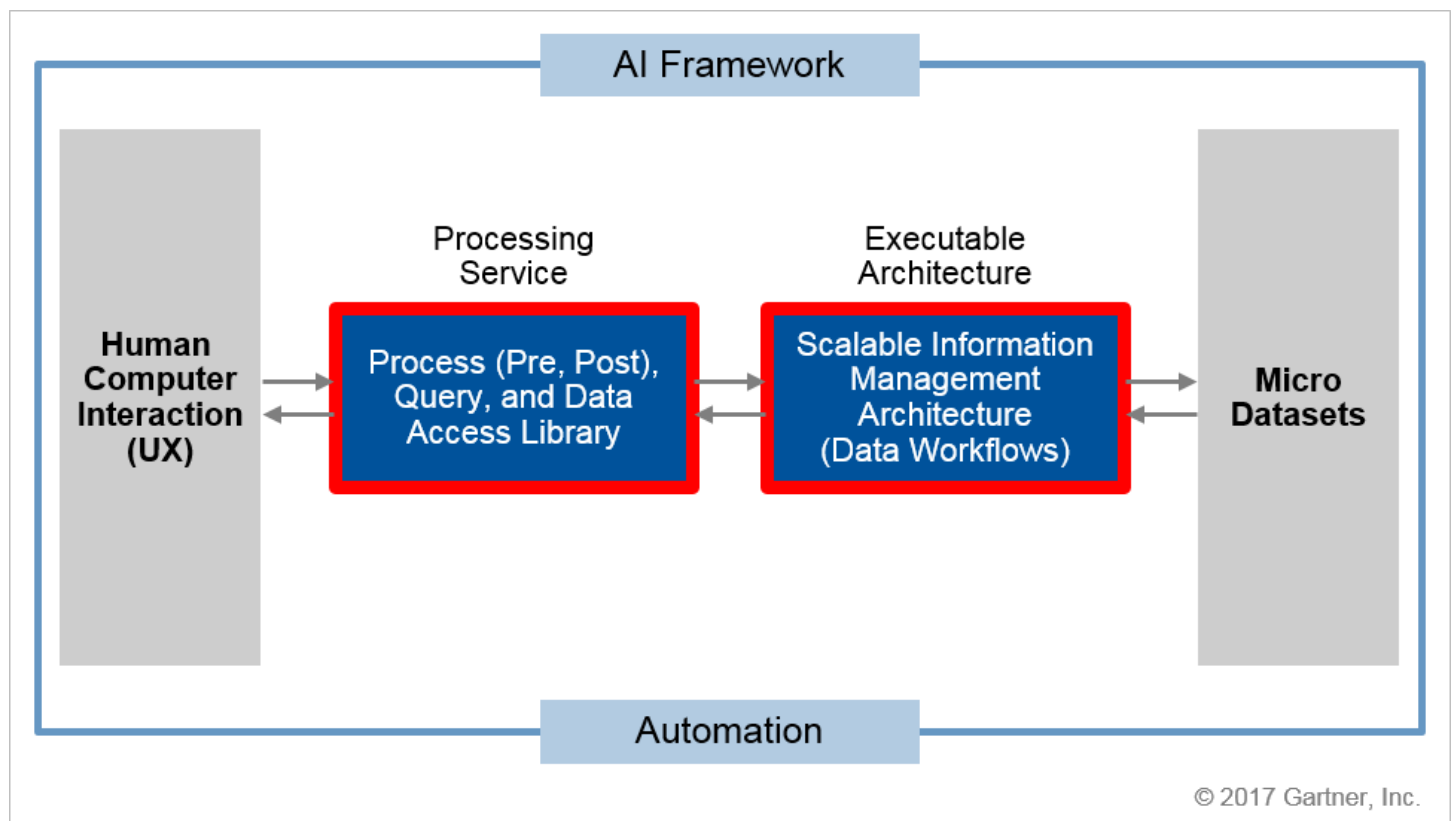 AI Framework
Processing
Service
Executable
Architecture
Human
Computer
Interaction
(UX)
Process (Pre, Post),
Query, and Data
Access Library
Scalable Information
Management
Architecture
(Data Workflows)
Micro
Datasets
Automation
© 2017 Gartner, Inc.